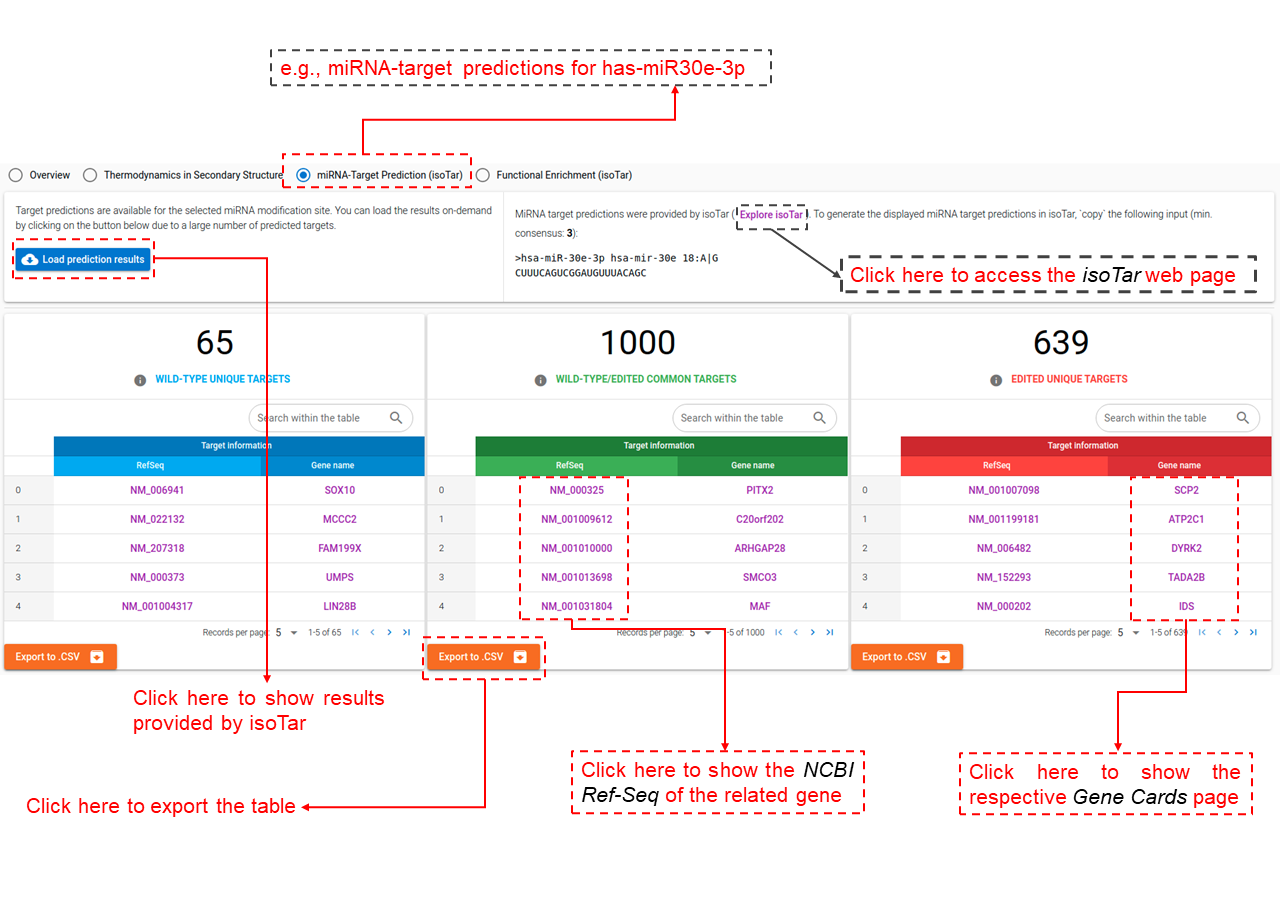 e.g., miRNA-target predictions for has-miR30e-3p
Overview
Thermodynamics in Secondary Structure
miRNA-Target Prediction (isoTar)
Functional Enrichment (isoTar)
Target predictions are available for the selected miRNA modification site. You can load the results on-demand
by clicking on the button below due to a large number of predicted targets.
Load prediction results
MiRNA target predictions were provided by isoTar ( Explore isoTar ). To generate the displayed miRNA target predictions in isoTar, `copy` the following input (min.
consensus: 3):
>hsa-miR-30e-3p hsa-mir-30e 18:A|G
CUUUCAGUCGGAUGUUUACAGC
Click here to access the isoTar web page
65
WILD-TYPE UNIQUE TARGETS
Search within the table
Target information
RefSeq Gene name
0 NM_006941 SOX10
1 NM_022132 MCCC2
2 NM_207318 FAM199X
3 NM_000373 UMPS
4 NM_001004317 LIN28B
Records per page: 5 1-5 of 65
Export to .CSV
1000
WILD-TYPE/EDITED COMMON TARGETS
Search within the table
Target information
RefSeq Gene name
0 NM_000325 PITX2
1 NM_001009612 C20orf202
2 NM_001010000 ARHGAP28
3 NM_001013698 SMCO3
4 NM_001031804 MAF
Records per page: 5 -5 of 1000
Export to .CSV
639
EDITED UNIQUE TARGETS
Search within the table
Target information
RefSeq Gene name
0 NM_001007098 SCP2
1 NM_001199181 ATP2C1
2 NM_006482 DYRK2
3 NM_152293 TADA2B
4 NM_000202 IDS
Records per page: 5 1-5 of 639
Export to .CSV
Click here to show results
provided by isoTar
Click here to export the table
Click here to show the NCBI
Ref-Seq of the related gene
Click here to show the
respective Gene Cards page